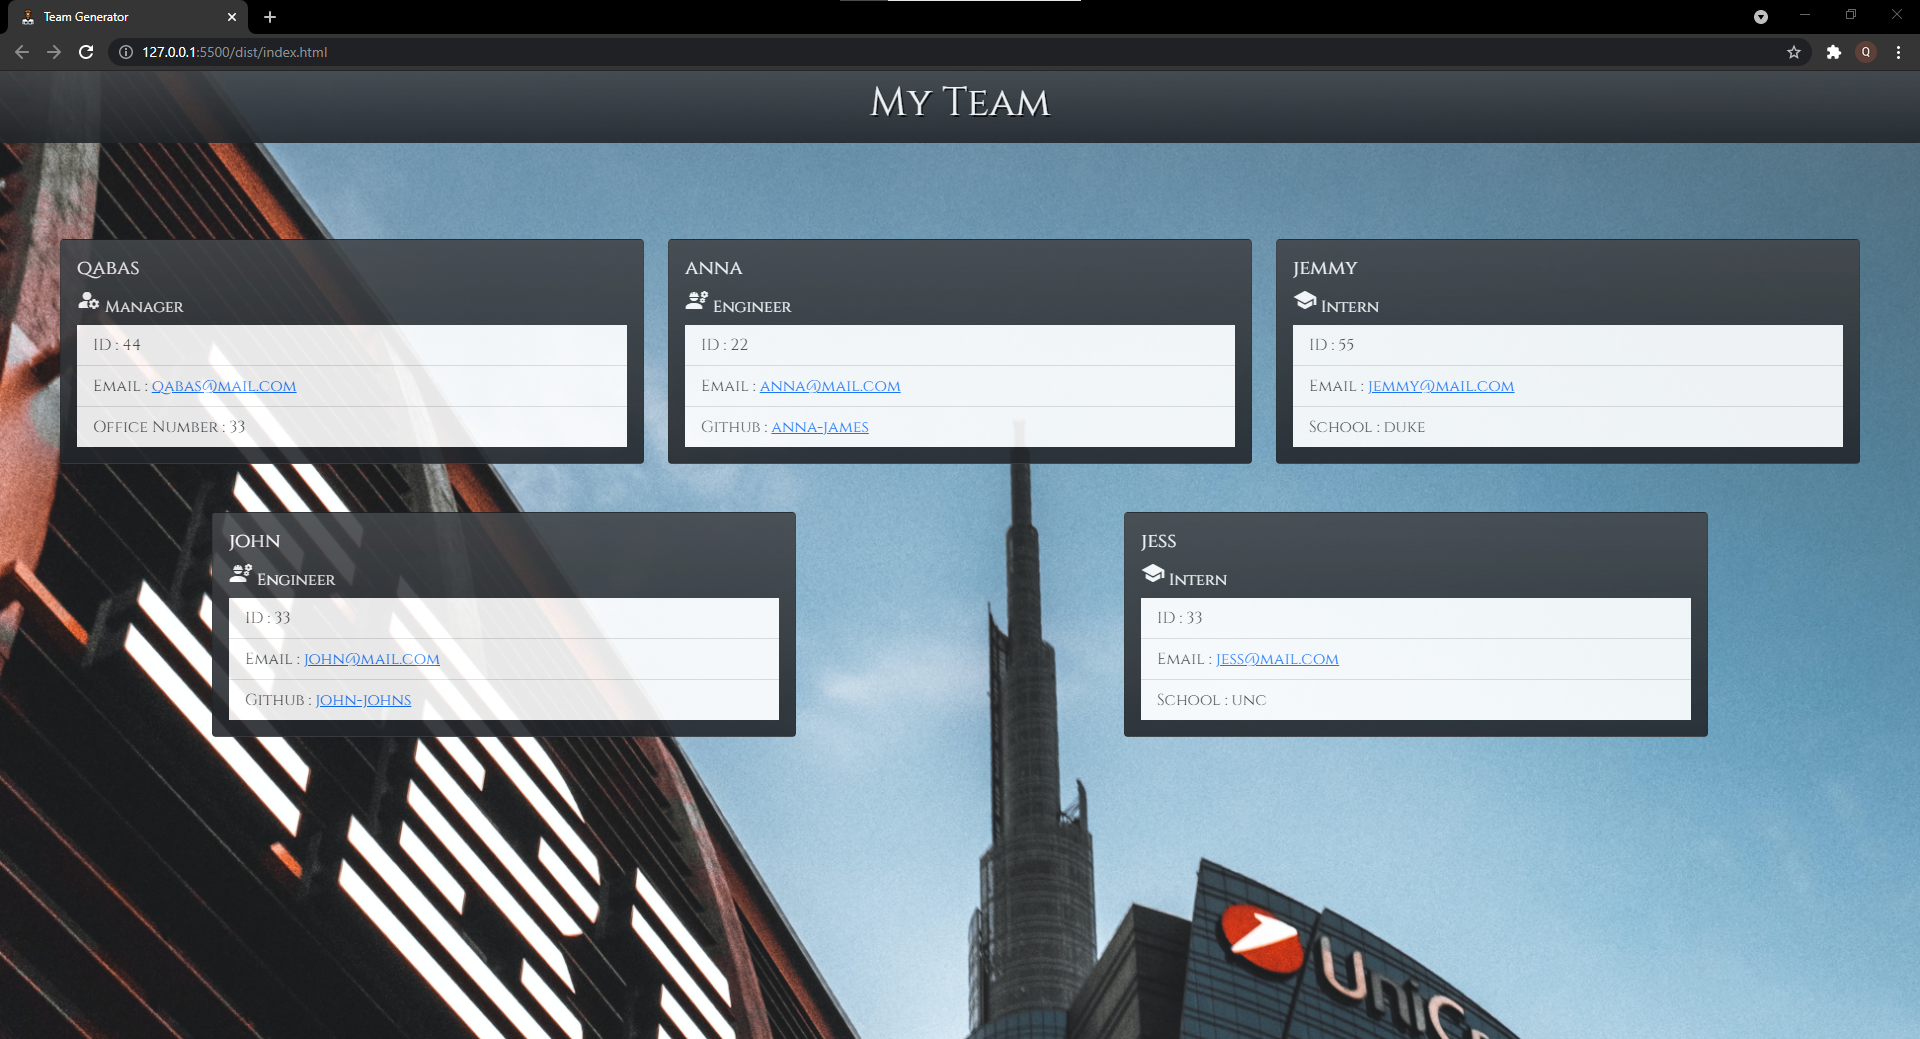 Team Generator
127.0.0.1:5500/dist/index.html
Q
My Team
QABAS
Manager
ID : 44
Email : QABAS@MAIL.COM
Office Number : 33
ANNA
Engineer
ID : 22
Email : ANNA@MAIL.COM
Github : ANNA-JAMES
JEMMY
Intern
ID : 55
Email : JEMMY@MAIL.COM
School : DUKE
JOHN
Engineer
ID : 33
Email : JOHN@MAIL.COM
Github : JOHN-JOHNS
JESS
Intern
ID : 33
Email : JESS@MAIL.COM
School : UNC
UniC